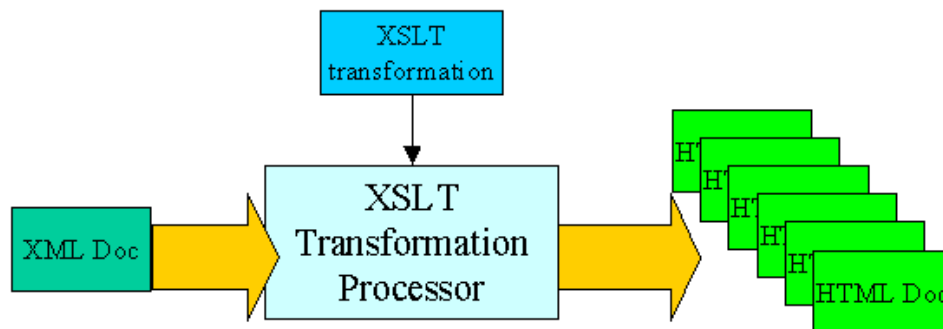 XSLT
transformation
XML Doc
XSLT
Transformation
Processor
HTML Doc